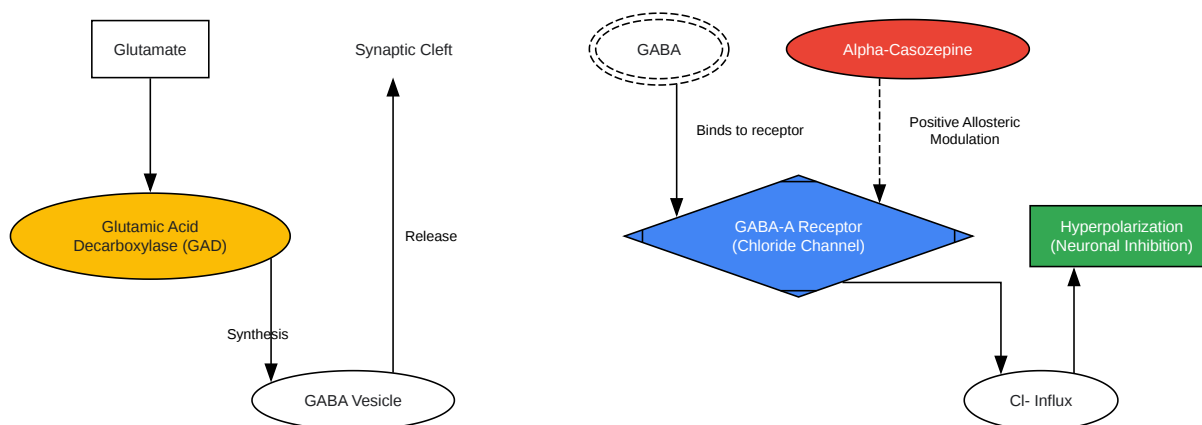 Glutamate
Synaptic Cleft
GABA
Alpha-Casozepine
Binds to receptor
Positive Allosteric
Modulation
Glutamic Acid
Decarboxylase (GAD)
Release
GABA-A Receptor
(Chloride Channel)
Hyperpolarization
(Neuronal Inhibition)
Synthesis
GABA Vesicle
Cl- Influx